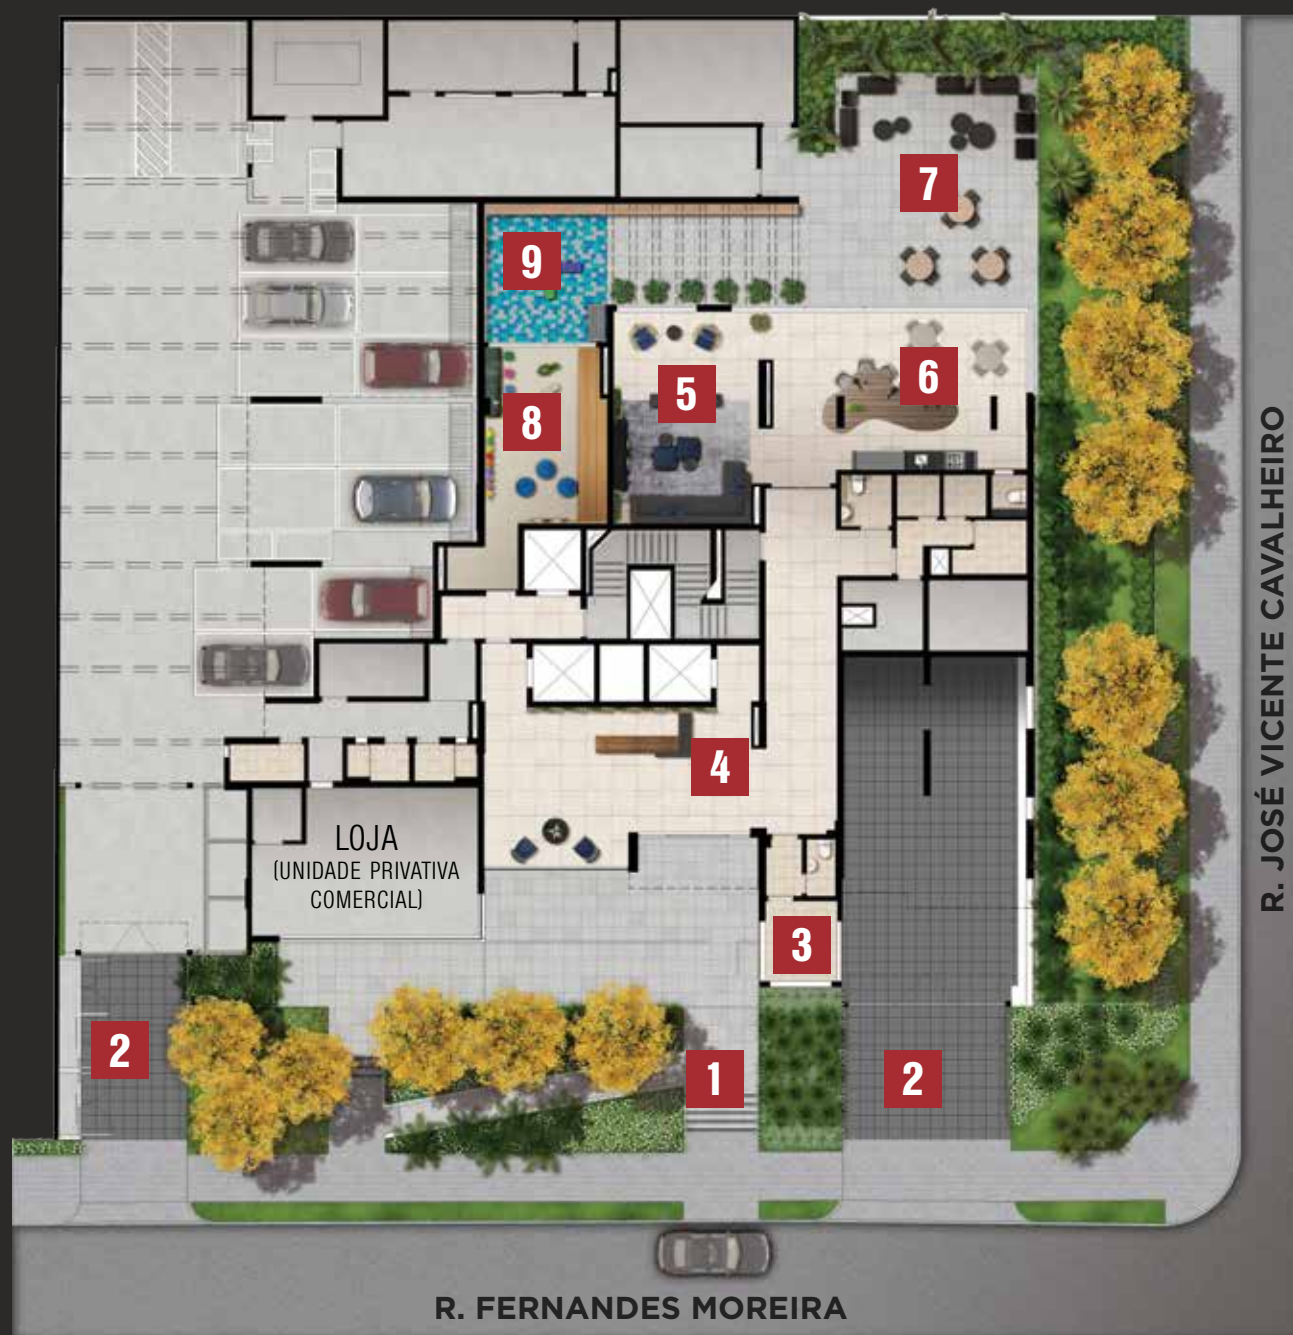 7
9
6
5
8
4
LOJA
(UNIDADE PRIVATIVA
COMERCIAL)
3
2
1
2
R. JOSÉ VICENTE CAVALHEIRO
R. FERNANDES MOREIRA